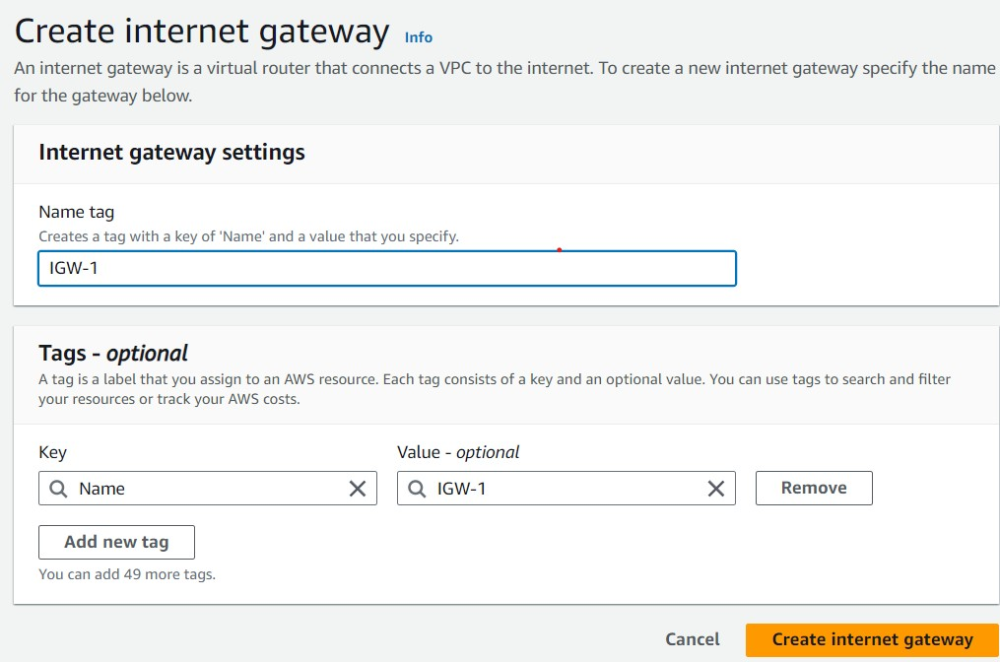 Create internet gateway Info
An internet gateway is a virtual router that connects a VPC to the internet. To create a new internet gateway specify the name
for the gateway below.
Internet gateway settings
Name tag
Creates a tag with a key of 'Name' and a value that you specify.
IGW-1
Tags - optional
A tag is a label that you assign to an AWS resource. Each tag consists of a key and an optional value. You can use tags to search and filter
your resources or track your AWS costs.
Key Value - optional
Name IGW-1 Remove
Add new tag
You can add 49 more tags.
Cancel Create internet gateway